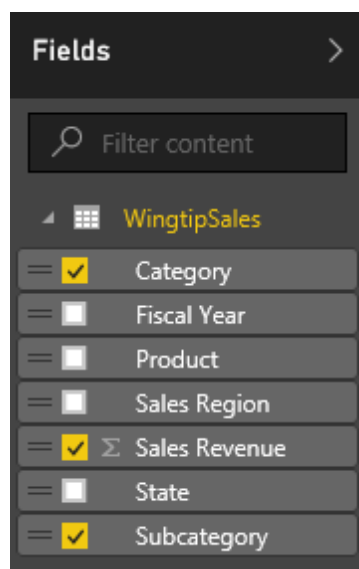 Fields
Filter content
WingtipSales
Category
Fiscal Year
Product
Sales Region
Σ Sales Revenue
State
Subcategory